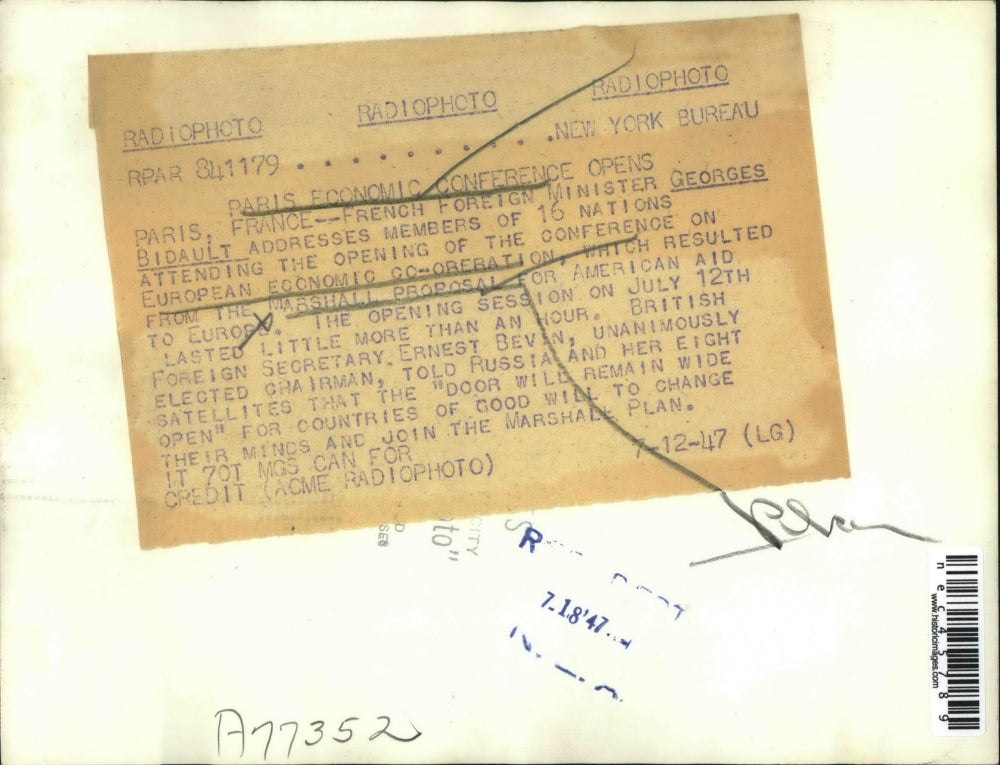 RADIOPHOTO RADIOPHOTO RADIOPHOTO
RPAR 841179 . . . . . . . . . .NEW YORK BUREAU
PARIS ECONOMIC CONFERENCE OPENS
PARIS, FRANCE--FRENCH FOREIGN MINISTER GEORGES
BIDAULT ADDRESSES MEMBERS OF 16 NATIONS
ATTENDING THE OPENING OF THE CONFERENCE ON
EUROPEAN ECONOMIC CO-OPERATION, WHICH RESULTED
FROM THE MARSHALL PROPOSAL FOR AMERICAN AID
TO EUROPE. THE OPENING SESSION ON JULY 12TH
LASTED LITTLE MORE THAN AN HOUR. BRITISH
FOREIGN SECRETARY ERNEST BEVIN, UNANIMOUSLY
ELECTED CHAIRMAN, TOLD RUSSIA AND HER EIGHT
SATELLITES THAT THE "DOOR WILL REMAIN WIDE
OPEN" FOR COUNTRIES OF GOOD WILL TO CHANGE
THEIR MINDS AND JOIN THE MARSHALL PLAN.
IT 70T MGS CAN FOR
CREDIT (ACME RADIOPHOTO) 7-12-47 (LG)
CITY
oto"
R
7.18'47
A77352
nec45789
www.historicimages.com